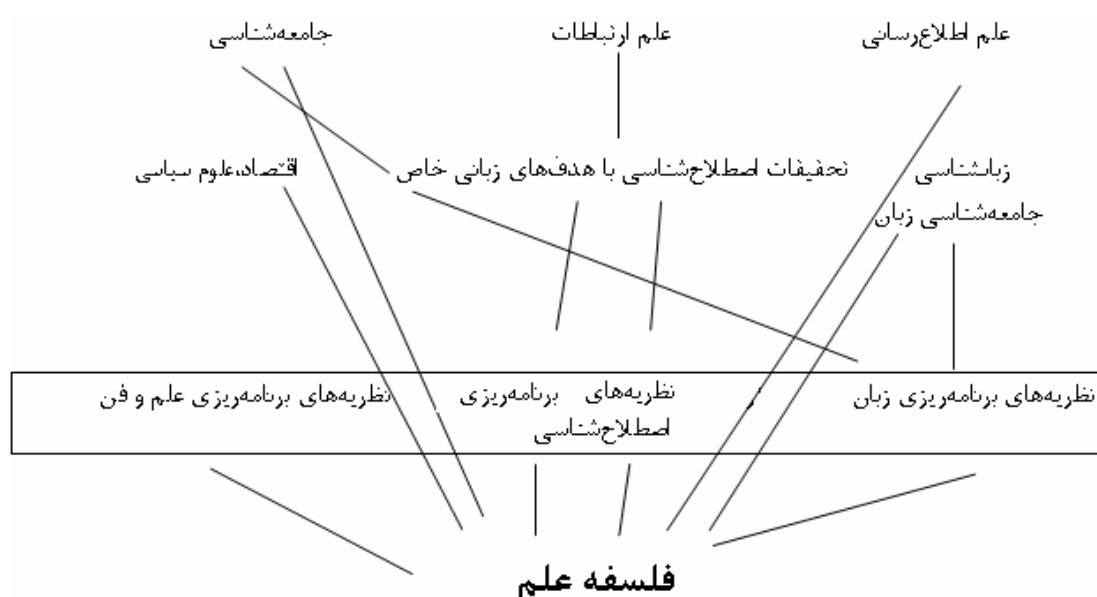 علم اطلاع‌رسانی
علم ارتباطات
جامعه‌شناسی
زبانشناسی
جامعه‌شناسی زبان
تحقیقات اصطلاح‌شناسی با هدف‌های زبانی خاص
اقتصاد،علوم سیاسی
نظریه‌های برنامه‌ریزی زبان
نظریه‌های برنامه‌ریزی
اصطلاح‌شناسی
نظریه‌های برنامه‌ریزی علم و فن
فلسفه علم